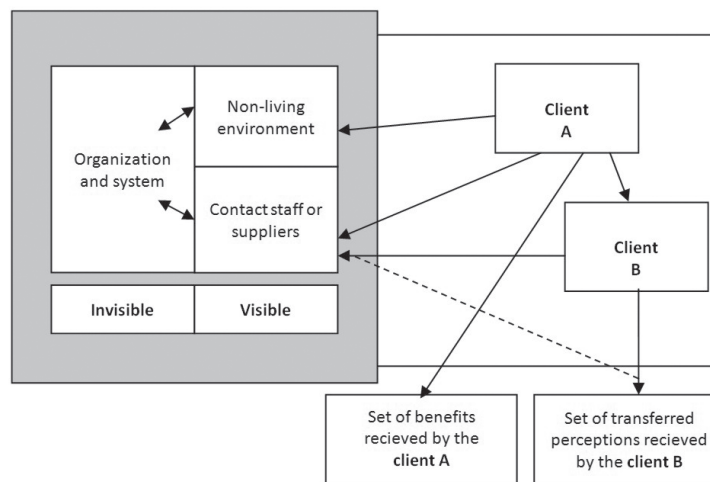 Non-living
environment
Organization
and system
Contact staff or
suppliers
Invisible
Visible
Client
A
Client
B
Set of benefits
recieved by the
client A
Set of transferred
perceptions recieved
by the client B